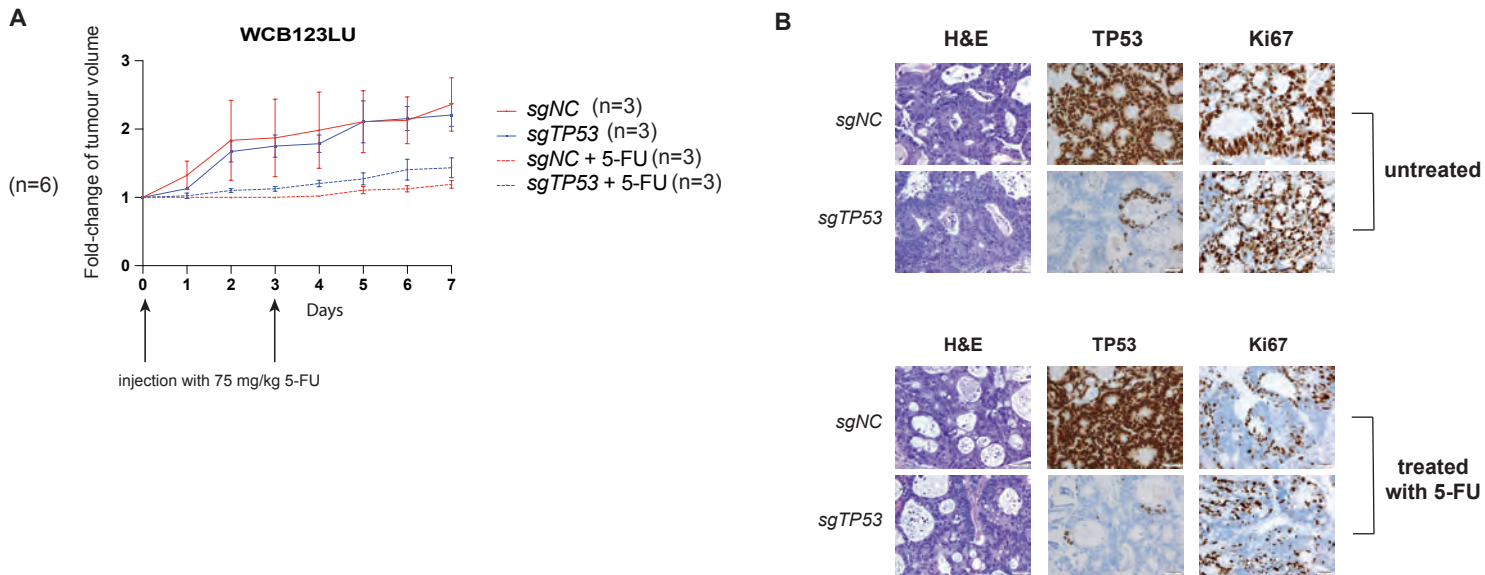 A
WCB123LU
3
2
1
0
Fold-change of tumour volume
(n=6)
0 1 2 3 4 5 6 7
Days
injection with 75 mg/kg 5-FU
sgNC (n=3)
sgTP53 (n=3)
sgNC + 5-FU (n=3)
sgTP53 + 5-FU (n=3)
B
H&E TP53 Ki67
sgNC
sgTP53
untreated
H&E TP53 Ki67
sgNC
sgTP53
treated
with 5-FU